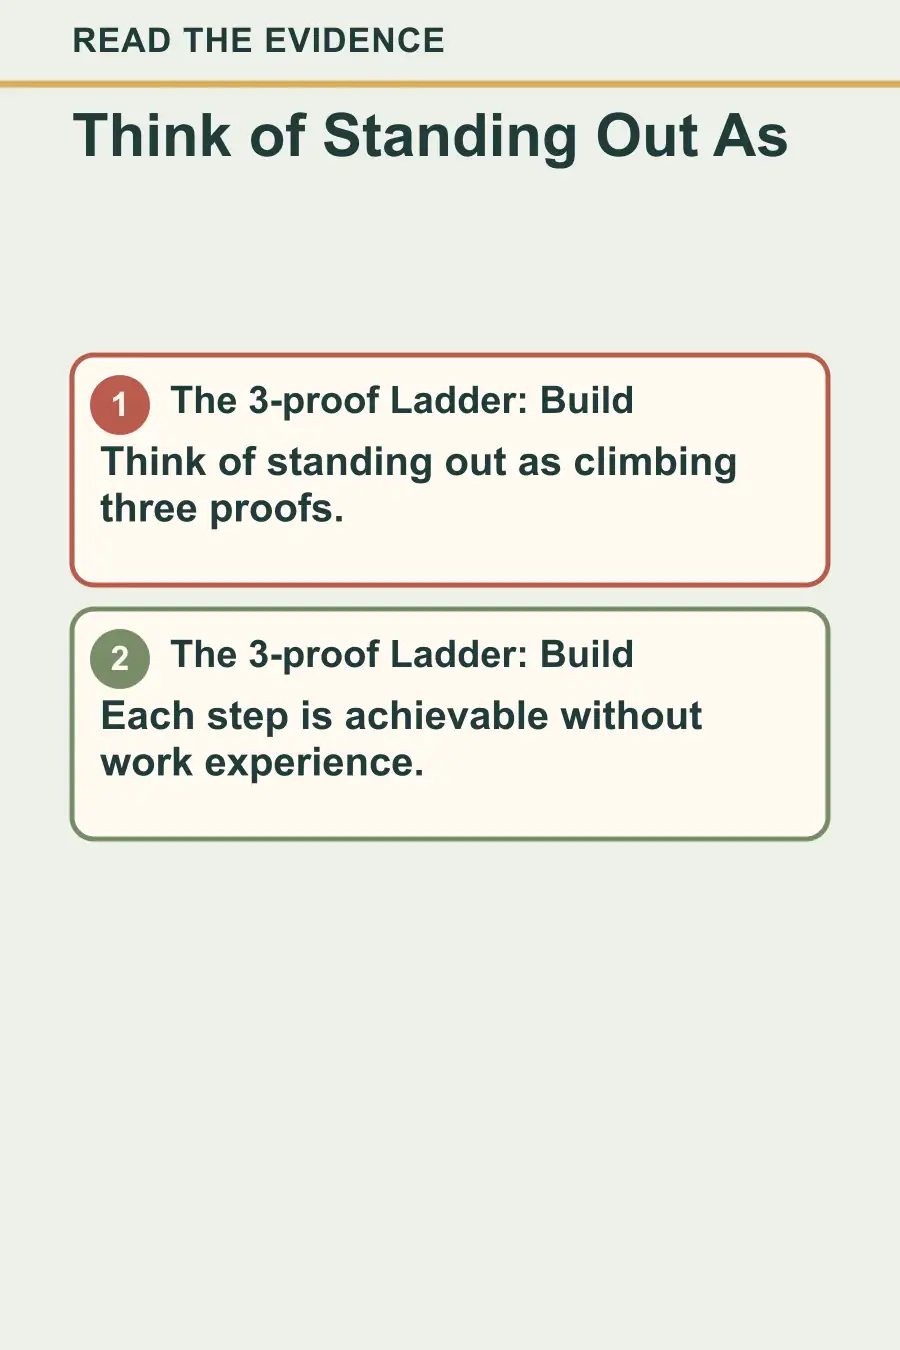 READ THE EVIDENCE
Think of Standing Out As
1
The 3-proof Ladder: Build
Think of standing out as climbing
three proofs.
2
The 3-proof Ladder: Build
Each step is achievable without
work experience.